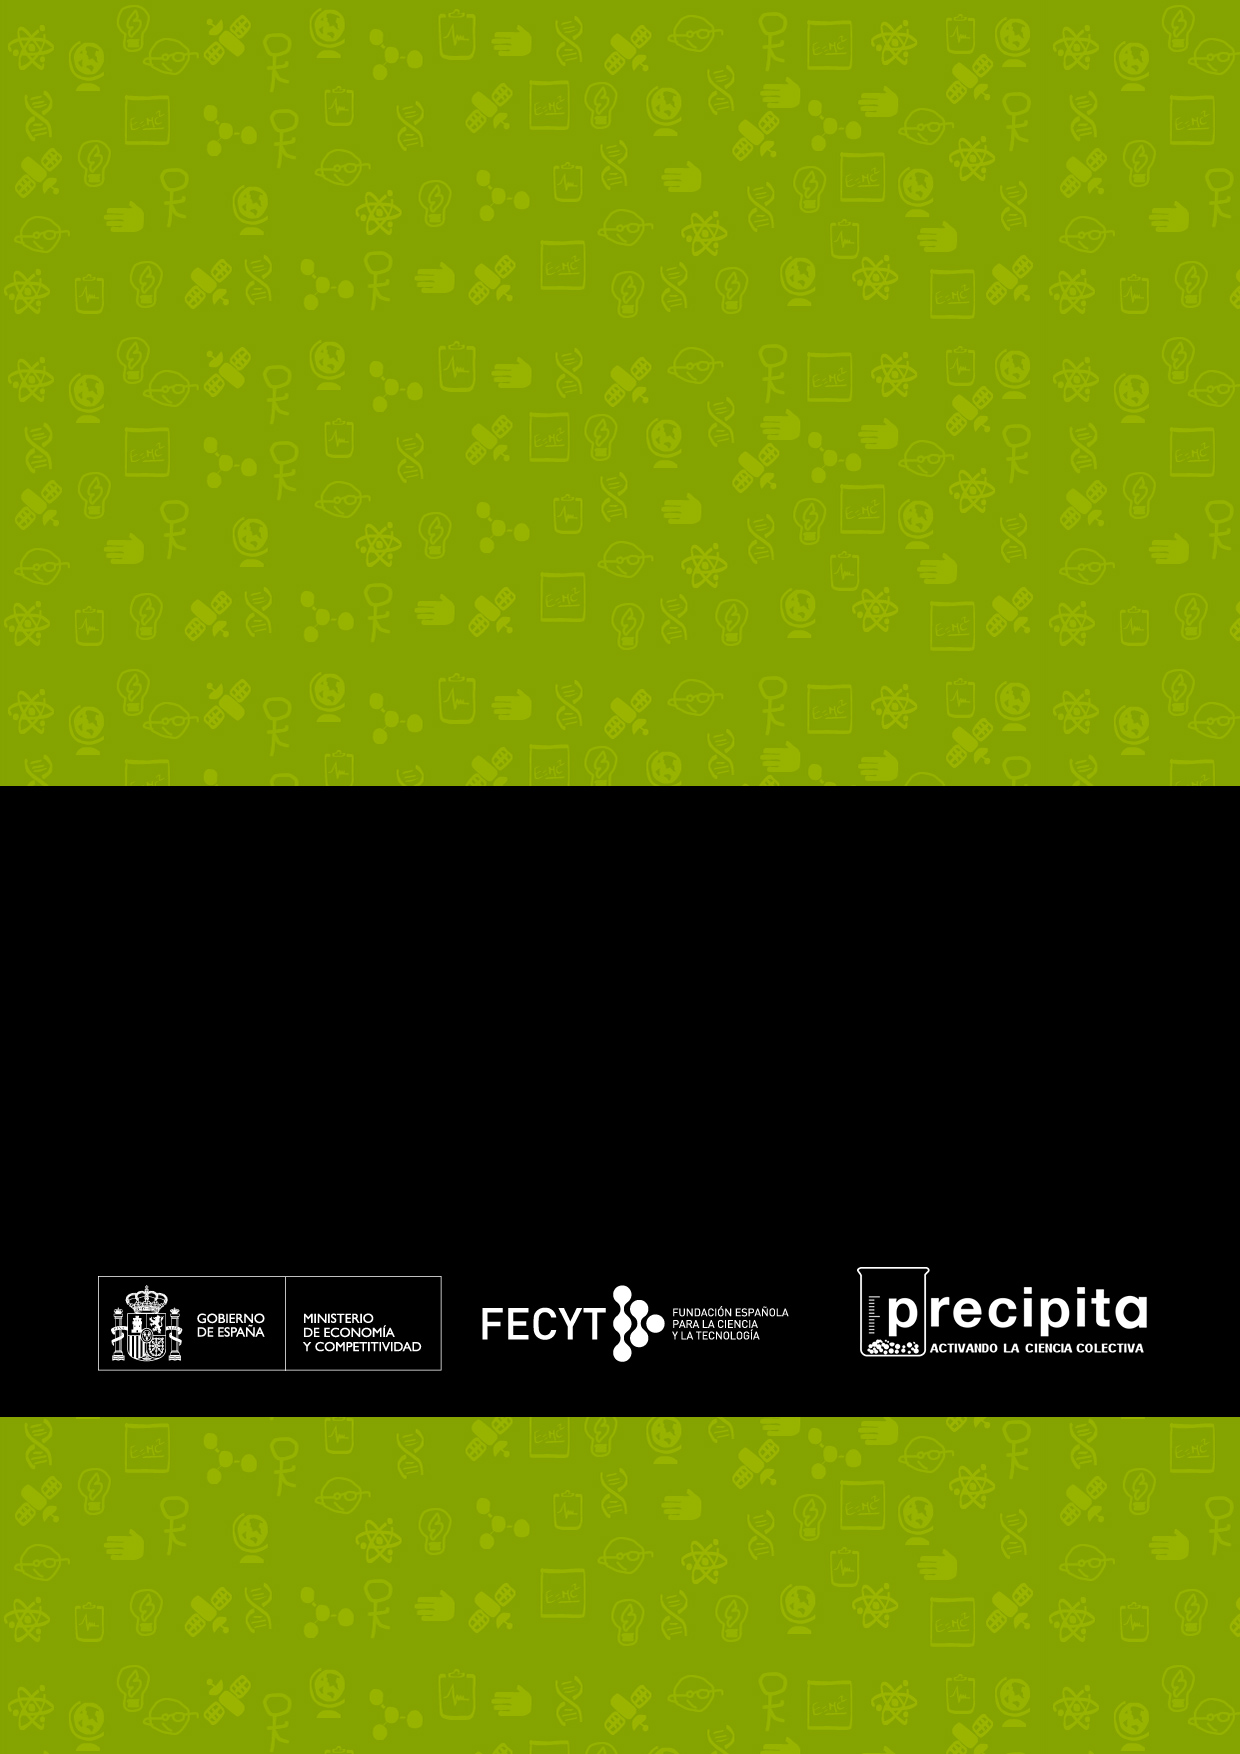 GOBIERNO
DE ESPAÑA
MINISTERIO
DE ECONOMÍA
Y COMPETITIVIDAD
FECYT
FUNDACIÓN ESPAÑOLA
PARA LA CIENCIA
Y LA TECNOLOGÍA
precipita
ACTIVANDO LA CIENCIA COLECTIVA